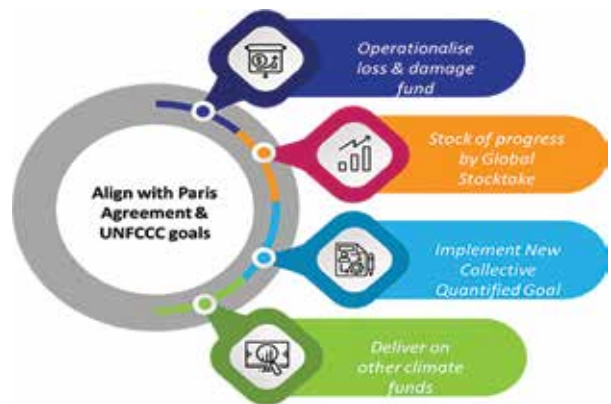 Operationalise
loss & damage
fund
Stock of progress
by Global
Stocktake
Align with Paris
Agreement &
UNFCCC goals
Implement New
Collective
Quantified Goal
Deliver on
other climate
funds